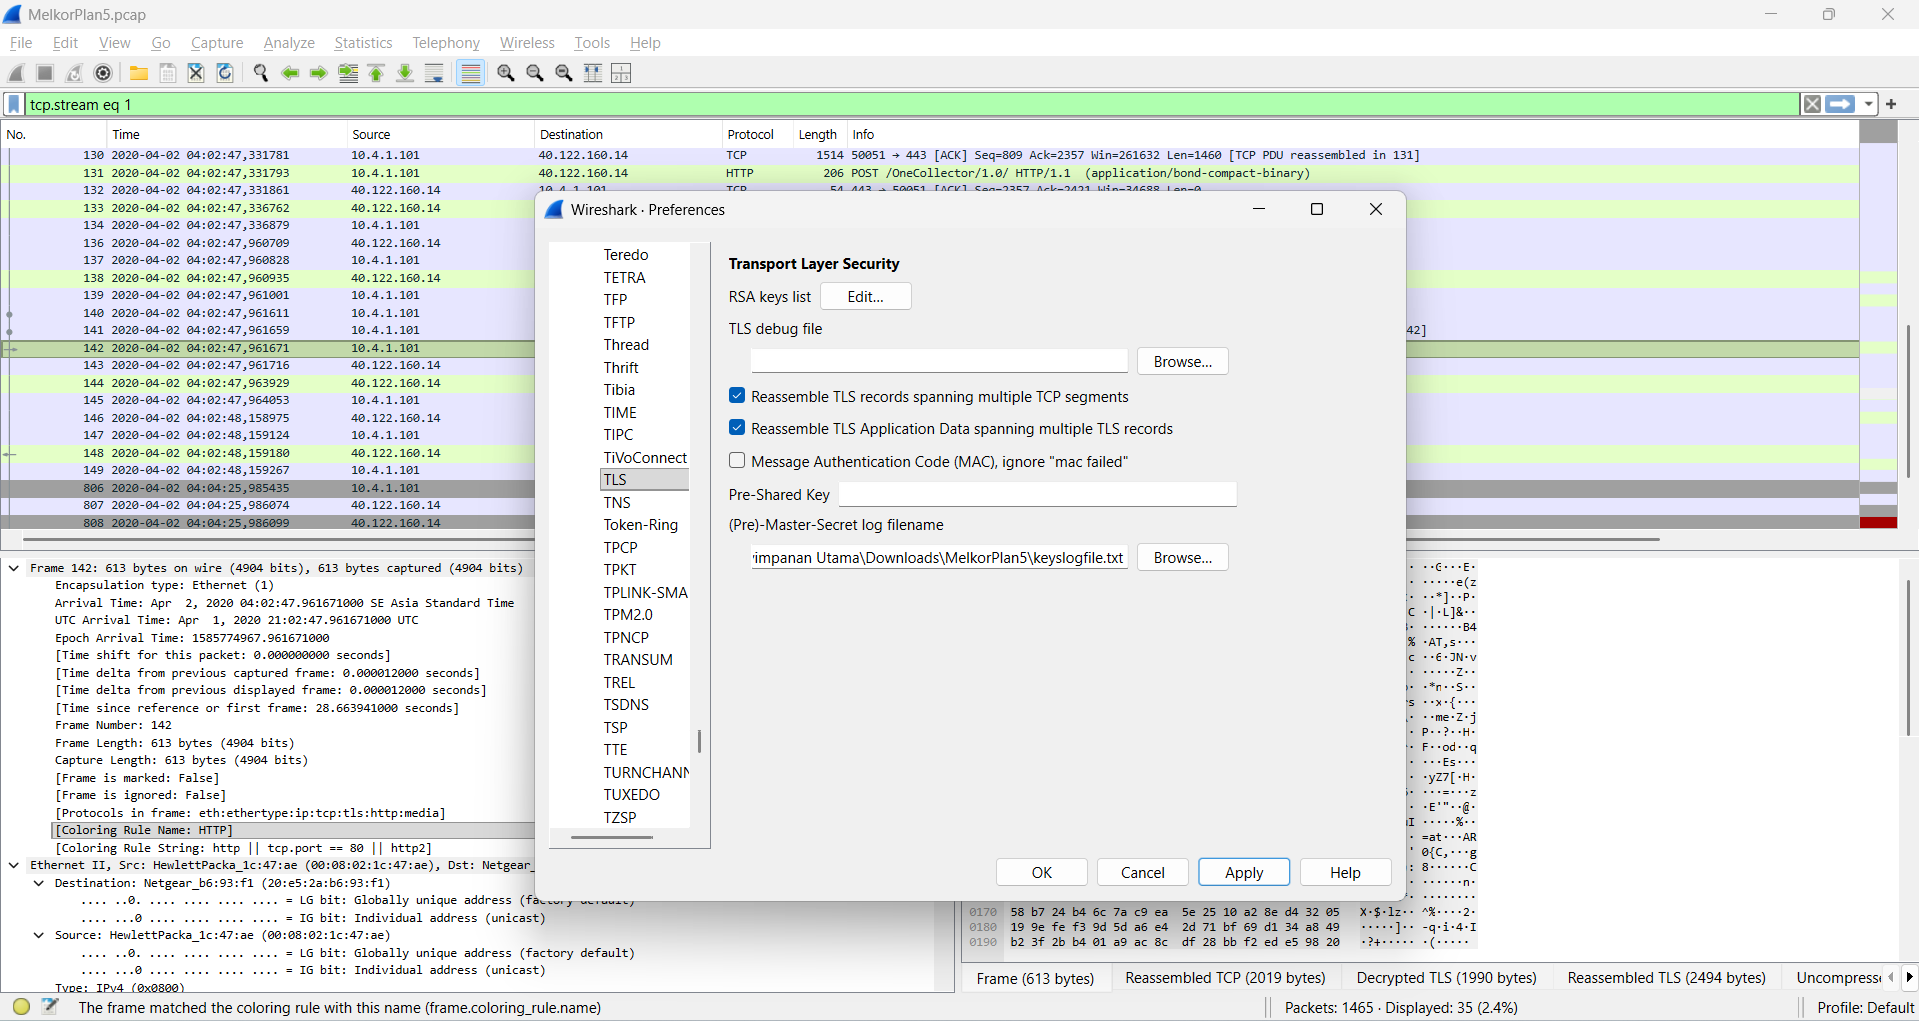 MelkorPlan5.pcap
File Edit View Go Capture Analyze Statistics Telephony Wireless Tools Help
tcp.stream eq 1
No. Time Source Destination Protocol Length Info
130 2020-04-02 04:02:47,331781 10.4.1.101 40.122.160.14 TCP 1514 50051 → 443 [ACK] Seq=809 Ack=2357 Win=261632 Len=1460 [TCP PDU reassembled in 131]
131 2020-04-02 04:02:47,331793 10.4.1.101 40.122.160.14 HTTP 206 POST /OneCollector/1.0/ HTTP/1.1 (application/bond-compact-binary)
132 2020-04-02 04:02:47,331861 40.122.160.14 10.4.1.101 TCP 54 443 → 50051 [ACK] Seq=2357 Ack=2421 Win=34688 Len=0
133 2020-04-02 04:02:47,336762 40.122.160.14
134 2020-04-02 04:02:47,336879 10.4.1.101
136 2020-04-02 04:02:47,960709 40.122.160.14
137 2020-04-02 04:02:47,960828 10.4.1.101
138 2020-04-02 04:02:47,960935 40.122.160.14
139 2020-04-02 04:02:47,961001 10.4.1.101
140 2020-04-02 04:02:47,961611 10.4.1.101
141 2020-04-02 04:02:47,961659 10.4.1.101 42]
142 2020-04-02 04:02:47,961671 10.4.1.101
143 2020-04-02 04:02:47,961716 40.122.160.14
144 2020-04-02 04:02:47,963929 40.122.160.14
145 2020-04-02 04:02:47,964053 10.4.1.101
146 2020-04-02 04:02:48,158975 40.122.160.14
147 2020-04-02 04:02:48,159124 10.4.1.101
148 2020-04-02 04:02:48,159180 40.122.160.14
149 2020-04-02 04:02:48,159267 10.4.1.101
806 2020-04-02 04:04:25,985435 10.4.1.101
807 2020-04-02 04:04:25,986074 40.122.160.14
808 2020-04-02 04:04:25,986099 40.122.160.14
Wireshark · Preferences
Teredo
TETRA
TFP
TFTP
Thread
Thrift
Tibia
TIME
TIPC
TiVoConnect
TLS
TNS
Token-Ring
TPCP
TPKT
TPLINK-SMA
TPM2.0
TPNCP
TRANSUM
TREL
TSDNS
TSP
TTE
TURNCHANN
TUXEDO
TZSP
Transport Layer Security
RSA keys list Edit...
TLS debug file
Browse...
Reassemble TLS records spanning multiple TCP segments
Reassemble TLS Application Data spanning multiple TLS records
Message Authentication Code (MAC), ignore "mac failed"
Pre-Shared Key
(Pre)-Master-Secret log filename
impanan Utama\Downloads\MelkorPlan5\keyslogfile.txt Browse...
OK Cancel Apply Help
Frame 142: 613 bytes on wire (4904 bits), 613 bytes captured (4904 bits)
Encapsulation type: Ethernet (1)
Arrival Time: Apr 2, 2020 04:02:47.961671000 SE Asia Standard Time
UTC Arrival Time: Apr 1, 2020 21:02:47.961671000 UTC
Epoch Arrival Time: 1585774967.961671000
[Time shift for this packet: 0.000000000 seconds]
[Time delta from previous captured frame: 0.000012000 seconds]
[Time delta from previous displayed frame: 0.000012000 seconds]
[Time since reference or first frame: 28.663941000 seconds]
Frame Number: 142
Frame Length: 613 bytes (4904 bits)
Capture Length: 613 bytes (4904 bits)
[Frame is marked: False]
[Frame is ignored: False]
[Protocols in frame: eth:ethertype:ip:tcp:tls:http:media]
[Coloring Rule Name: HTTP]
[Coloring Rule String: http || tcp.port == 80 || http2]
Ethernet II, Src: HewlettPacka_1c:47:ae (00:08:02:1c:47:ae), Dst: Netgear_
Destination: Netgear_b6:93:f1 (20:e5:2a:b6:93:f1)
.... ..0. .... .... .... .... = LG bit: Globally unique address (factory default)
.... ...0 .... .... .... .... = IG bit: Individual address (unicast)
Source: HewlettPacka_1c:47:ae (00:08:02:1c:47:ae)
.... ..0. .... .... .... .... = LG bit: Globally unique address (factory default)
.... ...0 .... .... .... .... = IG bit: Individual address (unicast)
Type: IPv4 (0x0800)
0170 58 b7 24 b4 6c 7a c9 ea 5e 25 10 a2 8e d4 32 05 X·$·lz·· ^%····2·
0180 19 9e fe f3 9d 5d a6 e4 2d 71 bf 69 d1 34 a8 49 ·····]·· -q·i·4·I
0190 b2 3f 2b b4 01 a9 ac 8c df 28 bb f2 ed e5 98 20 ·?+····· ·(·····
Frame (613 bytes) Reassembled TCP (2019 bytes) Decrypted TLS (1990 bytes) Reassembled TLS (2494 bytes) Uncompress
The frame matched the coloring rule with this name (frame.coloring_rule.name) Packets: 1465 · Displayed: 35 (2.4%) Profile: Default